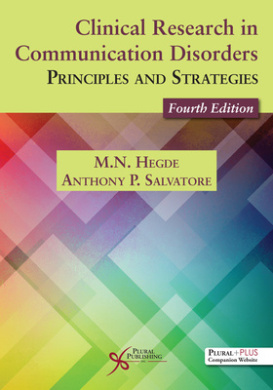 Clinical Research in
Communication Disorders
PRINCIPLES AND STRATEGIES
Fourth Edition
M.N. HEGDE
ANTHONY P. SALVATORE
PLURAL
PUBLISHING
INC.
PLURAL+PLUS
Companion Website